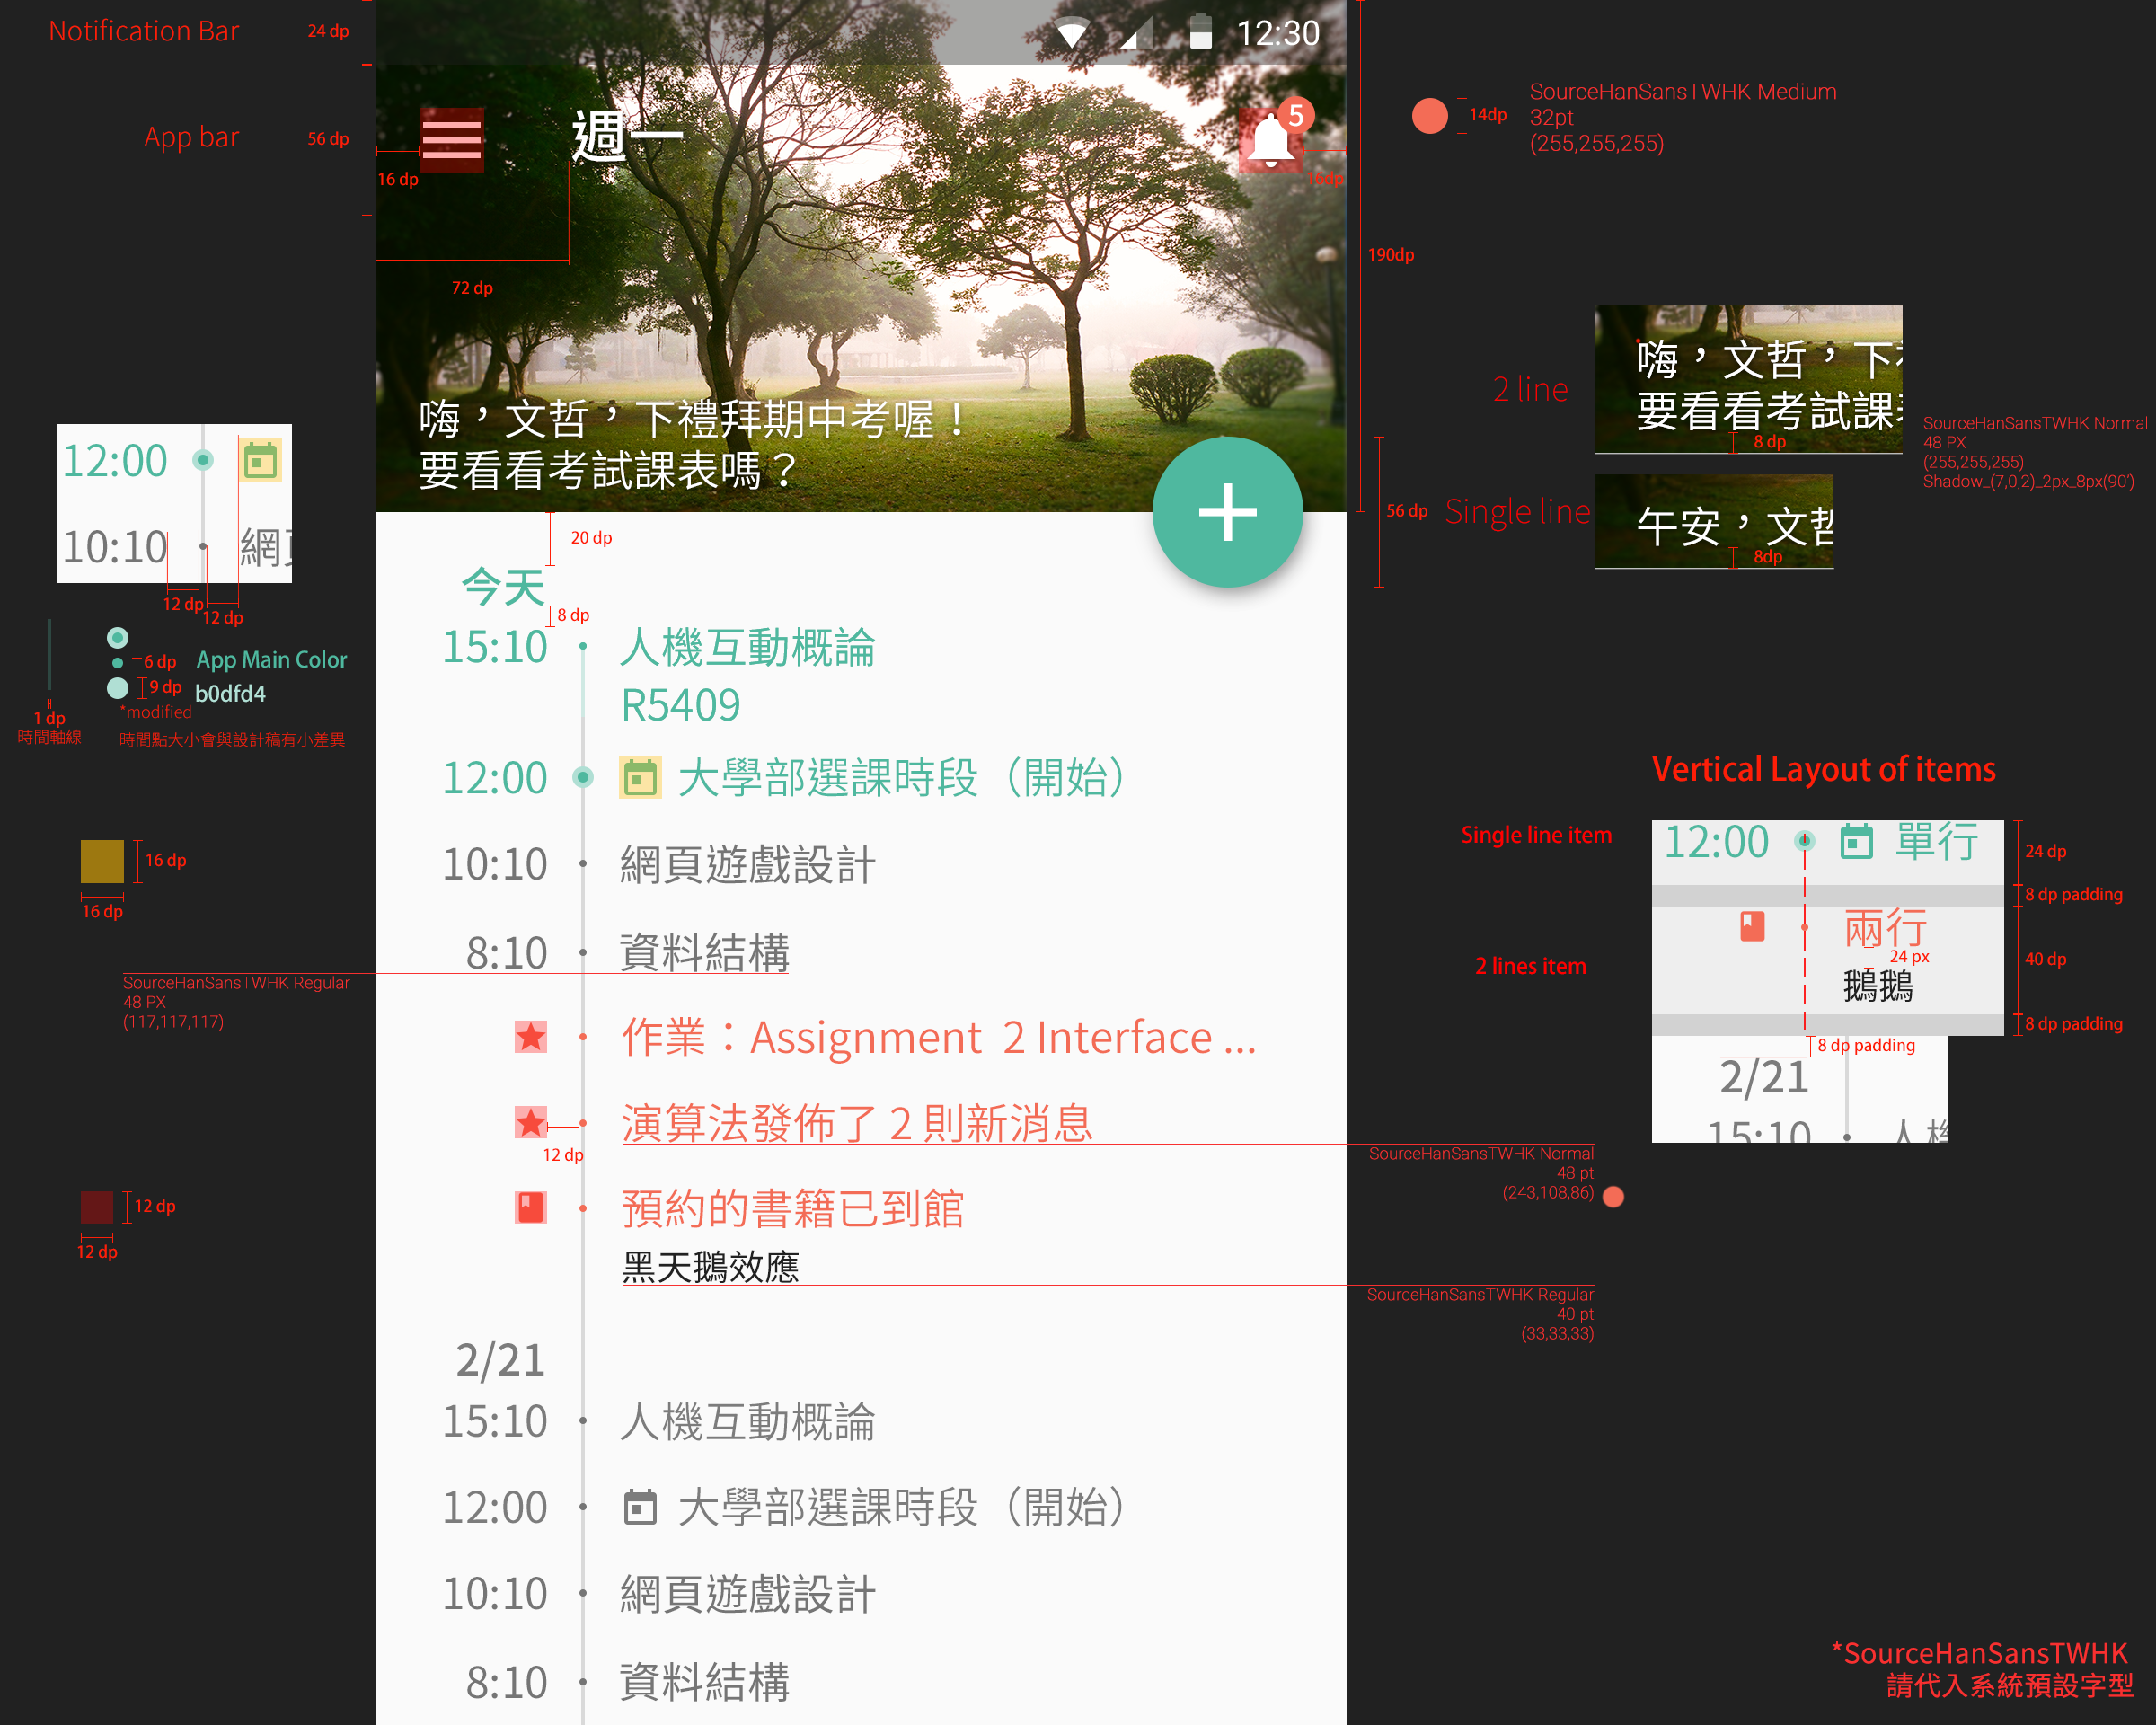 Notification Bar
24 dp
App bar
56 dp
12:30
16 dp
週一
5
16dp
72 dp
嗨，文哲，下禮拜期中考喔！
要看看考試課表嗎？
14dp
SourceHanSansTWHK Medium
32pt
(255,255,255)
190dp
2 line
嗨，文哲，下
要看看考試課
8 dp
SourceHanSansTWHK Normal
48 PX
(255,255,255)
Shadow_(7,0,2)_2px_8px(90')
56 dp
Single line
午安，文哲
8dp
12:00
10:10
網頁
12 dp
12 dp
6 dp
App Main Color
9 dp
b0dfd4
*modified
1 dp
時間軸線
時間點大小會與設計稿有小差異
20 dp
今天
8 dp
15:10
人機互動概論
R5409
12:00
大學部選課時段（開始）
10:10
網頁遊戲設計
8:10
資料結構
16 dp
16 dp
SourceHanSansTWHK Regular
48 PX
(117,117,117)
作業：Assignment 2 Interface ...
演算法發佈了 2 則新消息
12 dp
SourceHanSansTWHK Normal
48 pt
(243,108,86)
預約的書籍已到館
黑天鵝效應
12 dp
12 dp
SourceHanSansTWHK Regular
40 pt
(33,33,33)
2/21
15:10
人機互動概論
12:00
大學部選課時段（開始）
10:10
網頁遊戲設計
8:10
資料結構
Vertical Layout of items
Single line item
12:00
單行
24 dp
8 dp padding
2 lines item
兩行
24 px
鵝鵝
40 dp
8 dp padding
8 dp padding
2/21
15:10
人機
*SourceHanSansTWHK
請代入系統預設字型